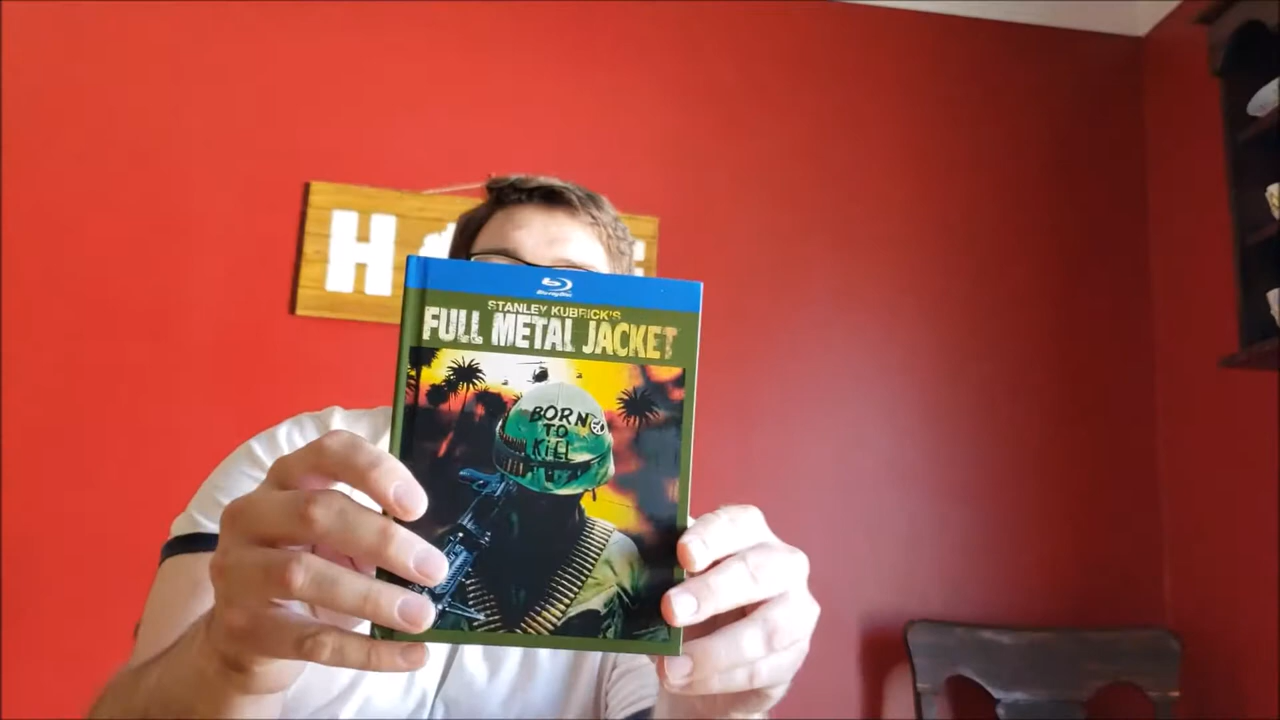 H
Blu-ray Disc
STANLEY KUBRICK'S
FULL METAL JACKET
BORN
TO
KILL